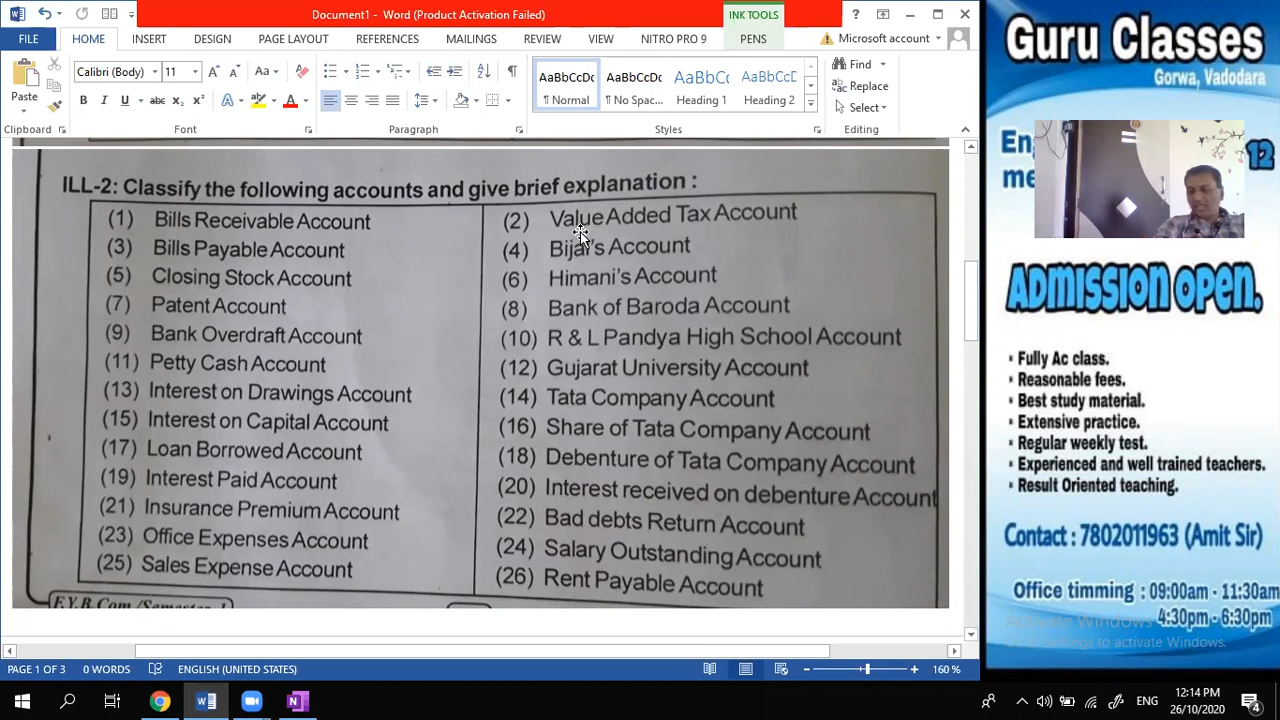 Document1 - Word (Product Activation Failed)
INK TOOLS
FILE HOME INSERT DESIGN PAGE LAYOUT REFERENCES MAILINGS REVIEW VIEW NITRO PRO 9 PENS
Microsoft account
Calibri (Body) 11
Paste
AaBbCcDc AaBbCcDc AaBbC AaBbCcD
¶ Normal ¶ No Spac... Heading 1 Heading 2
Find
Replace
Select
Clipboard Font Paragraph Styles Editing
ILL-2: Classify the following accounts and give brief explanation :
(1) Bills Receivable Account (2) Value Added Tax Account
(3) Bills Payable Account (4) Bijal's Account
(5) Closing Stock Account (6) Himani's Account
(7) Patent Account (8) Bank of Baroda Account
(9) Bank Overdraft Account (10) R & L Pandya High School Account
(11) Petty Cash Account (12) Gujarat University Account
(13) Interest on Drawings Account (14) Tata Company Account
(15) Interest on Capital Account (16) Share of Tata Company Account
(17) Loan Borrowed Account (18) Debenture of Tata Company Account
(19) Interest Paid Account (20) Interest received on debenture Account
(21) Insurance Premium Account (22) Bad debts Return Account
(23) Office Expenses Account (24) Salary Outstanding Account
(25) Sales Expense Account (26) Rent Payable Account
F.Y.B.Com./Semester-1
PAGE 1 OF 3 0 WORDS ENGLISH (UNITED STATES) 160 %
ENG
12:14 PM
26/10/2020
4
Guru Classes
Gorwa, Vadodara
12
Admission open.
• Fully Ac class.
• Reasonable fees.
• Best study material.
• Extensive practice.
• Regular weekly test.
• Experienced and well trained teachers.
• Result Oriented teaching.
Contact : 7802011963 (Amit Sir)
Office timming : 09:00am - 11:30am
4:30pm - 6:30pm
Activate Windows